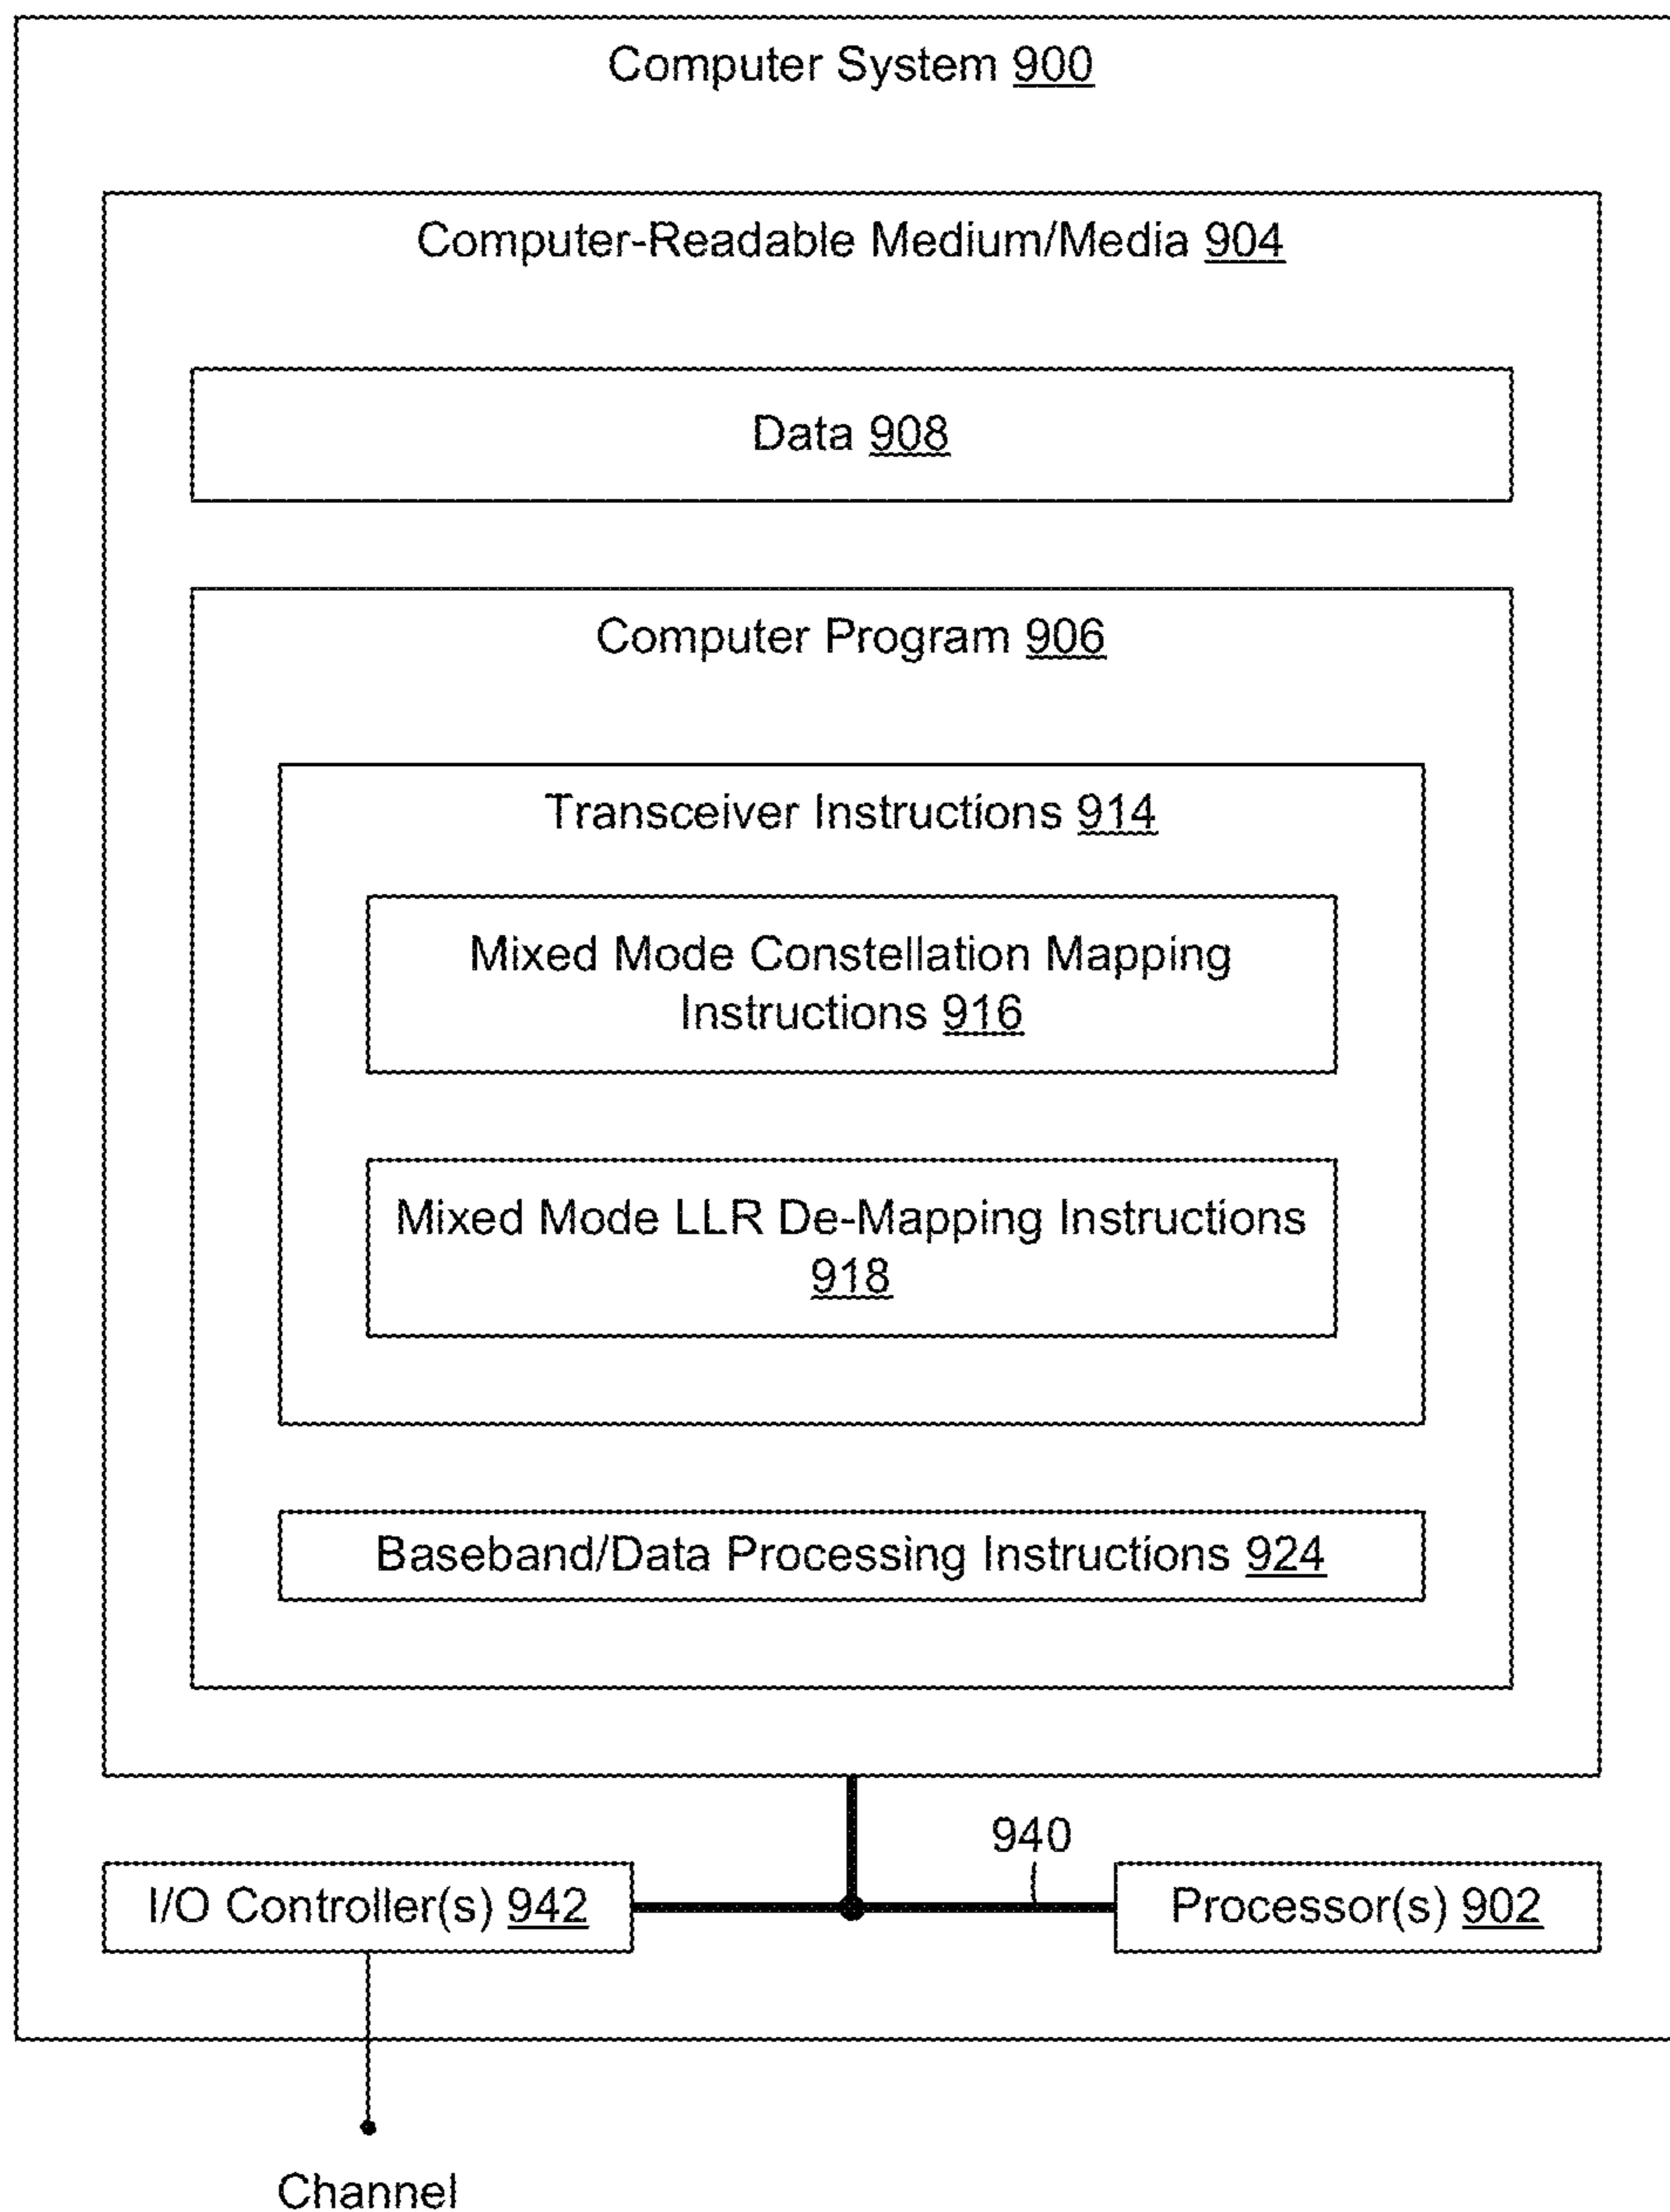 Computer System 900
Computer-Readable Medium/Media 904
Data 908
Computer Program 906
Transceiver Instructions 914
Mixed Mode Constellation Mapping
Instructions 916
Mixed Mode LLR De-Mapping Instructions
918
Baseband/Data Processing Instructions 924
940
I/O Controller(s) 942
Processor(s) 902
Channel